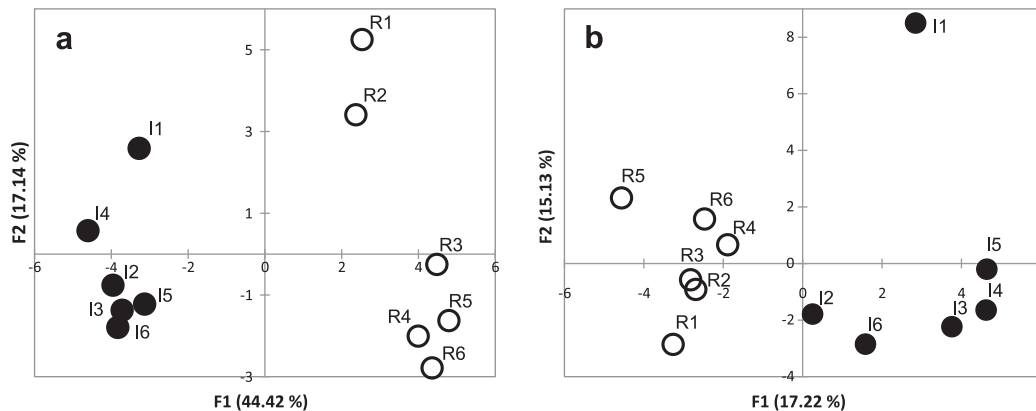 a
5
3
-1
-3
-6
-4
-2
0
2
4
6
R1
R2
I1
I4
R3
I2
I3
I5
I6
R5
R4
R6
F2 (17.14 %)
F1 (44.42 %)
b
8
6
4
2
0
-2
-4
-6
-4
-2
0
2
4
I1
R5
R6
R4
R3
R2
R1
I5
I4
I3
I2
I6
F2 (15.13 %)
F1 (17.22 %)